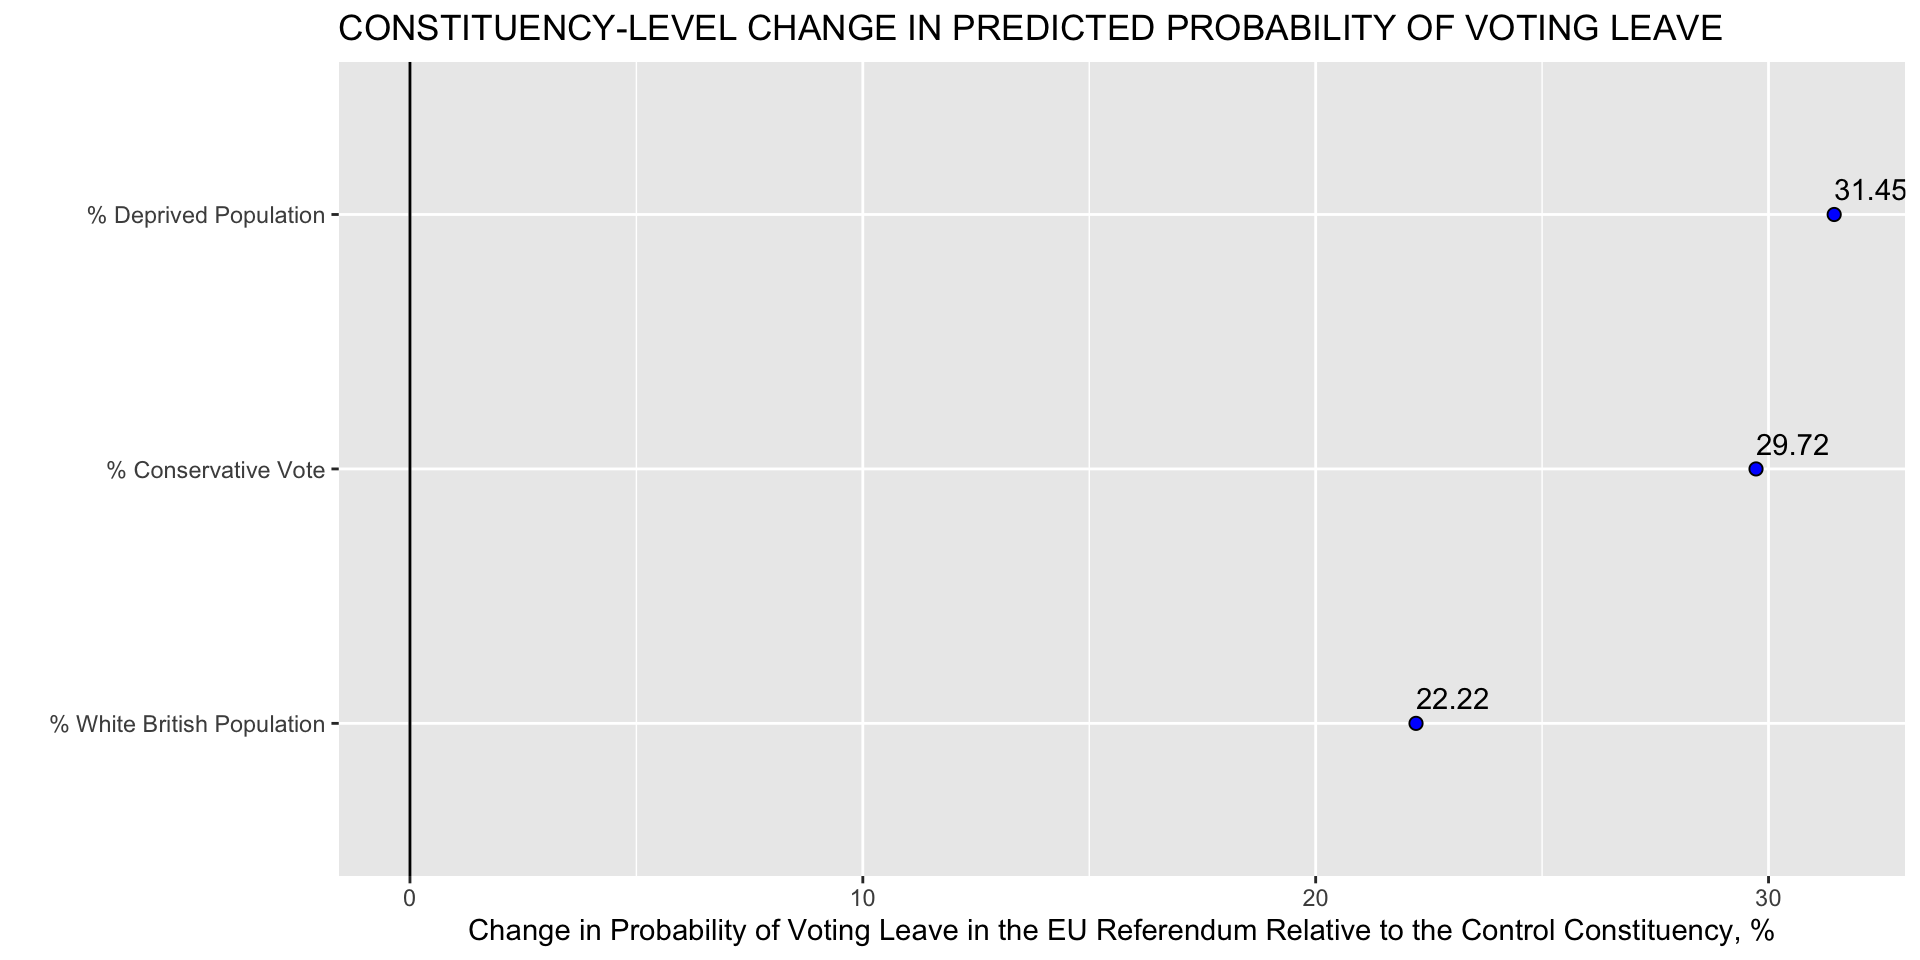 CONSTITUENCY-LEVEL CHANGE IN PREDICTED PROBABILITY OF VOTING LEAVE
% Deprived Population
31.45
% Conservative Vote
29.72
% White British Population
22.22
0 10 20 30
Change in Probability of Voting Leave in the EU Referendum Relative to the Control Constituency, %